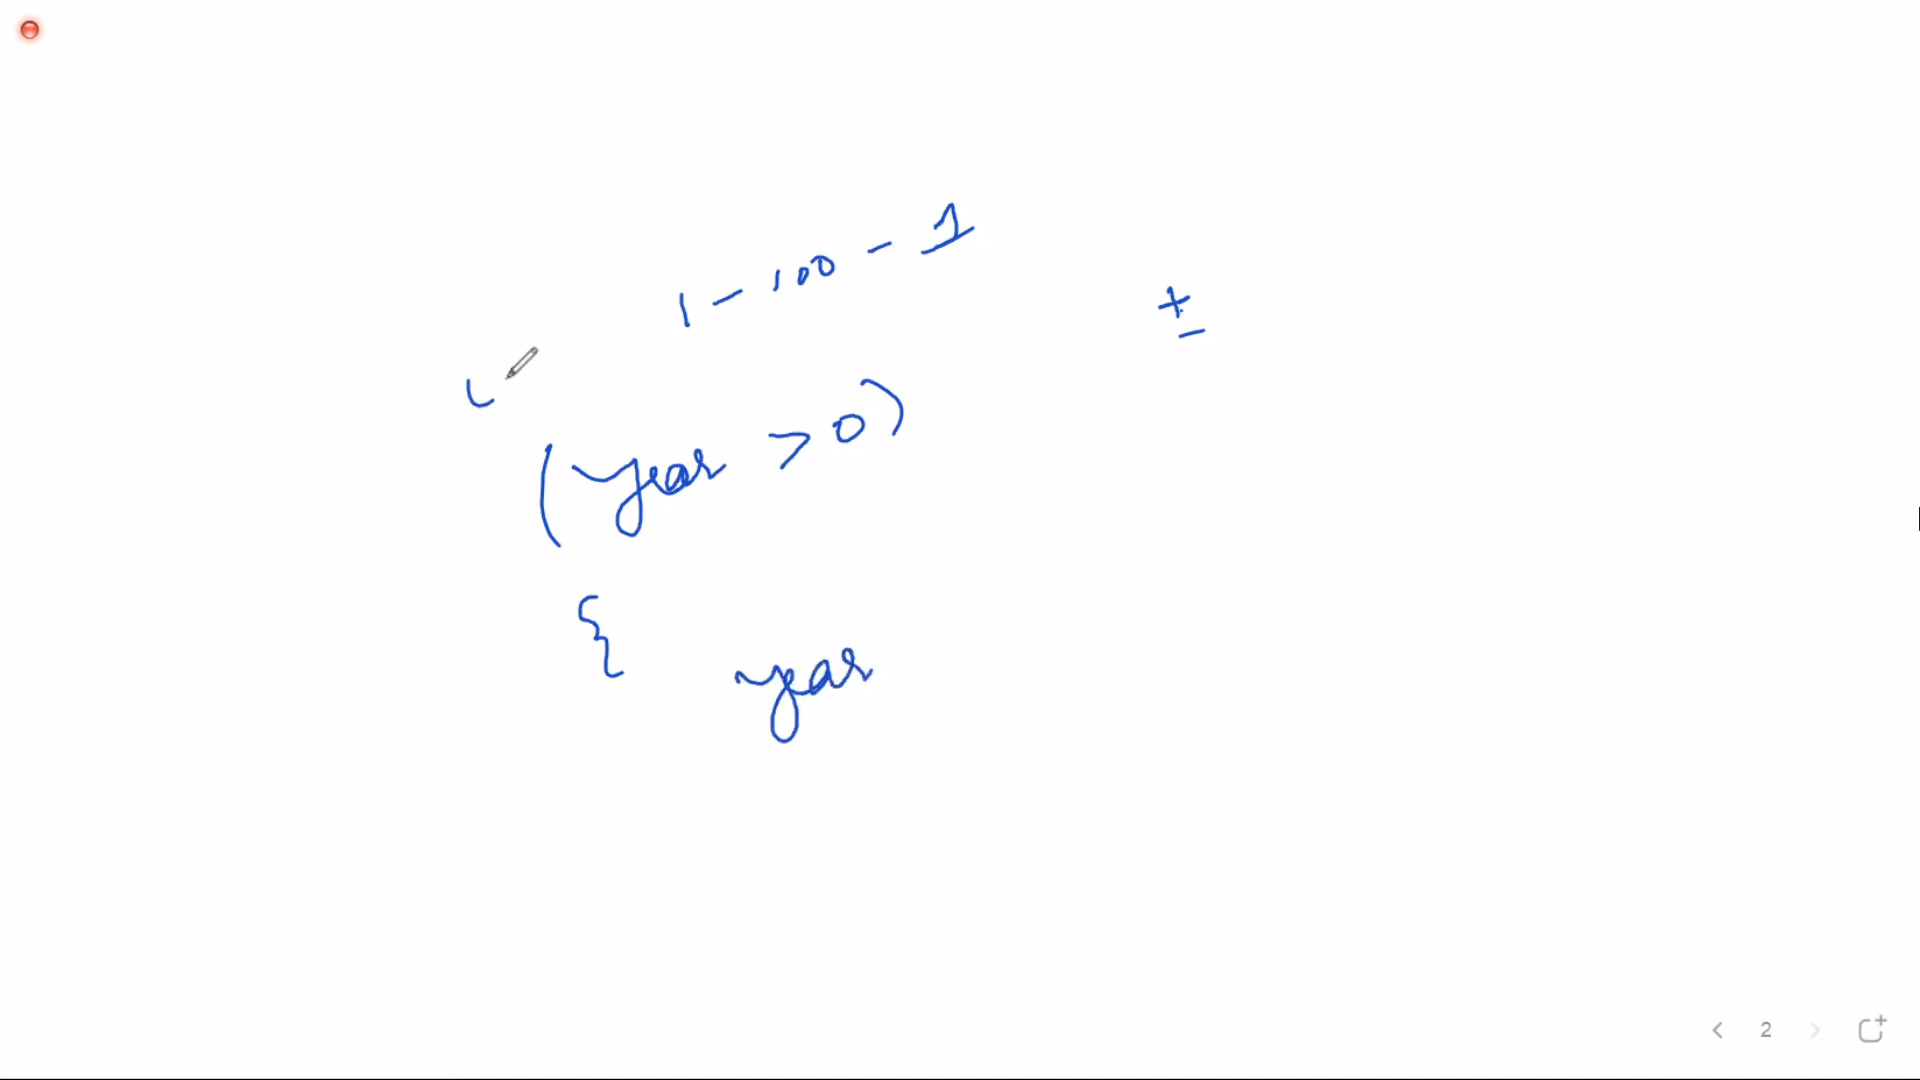 1 - 100 - 1
±
(year > 0)
{
year
2